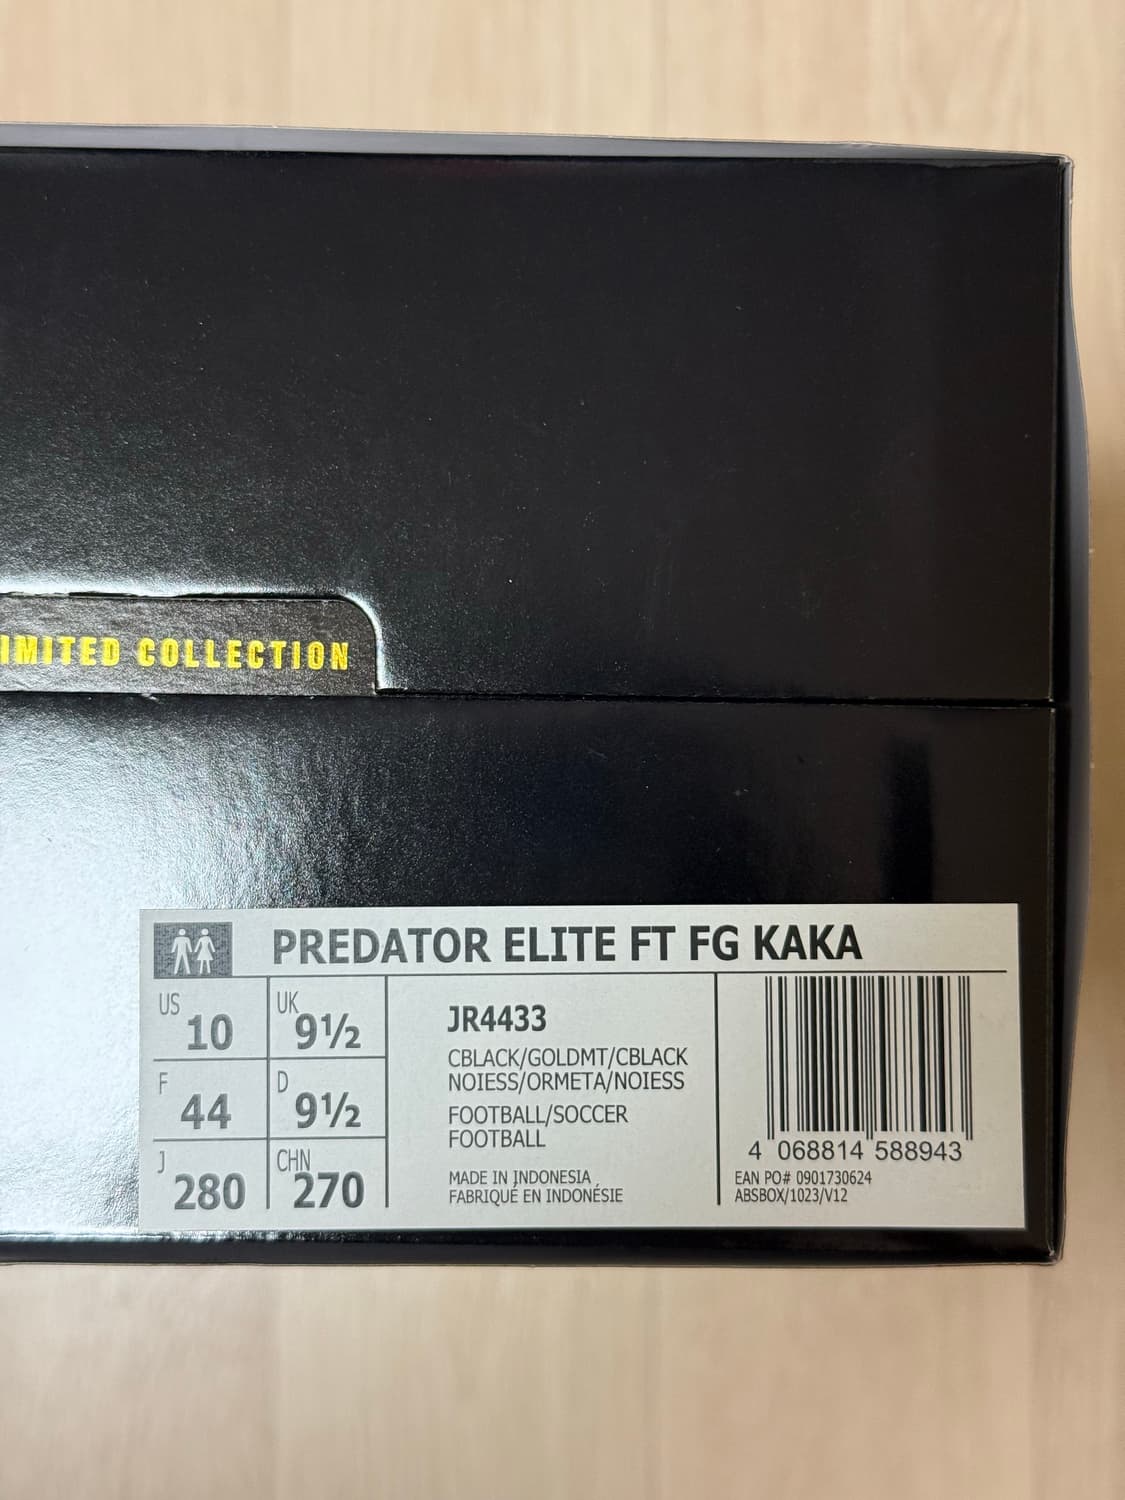 IMITED COLLECTION
PREDATOR ELITE FT FG KAKA
US 10
UK 9½
F 44
D 9½
J 280
CHN 270
JR4433
CBLACK/GOLDMT/CBLACK
NOIESS/ORMETA/NOIESS
FOOTBALL/SOCCER
FOOTBALL
MADE IN INDONESIA
FABRIQUÉ EN INDONÉSIE
4 068814 588943
EAN PO# 0901730624
ABSBOX/1023/V12